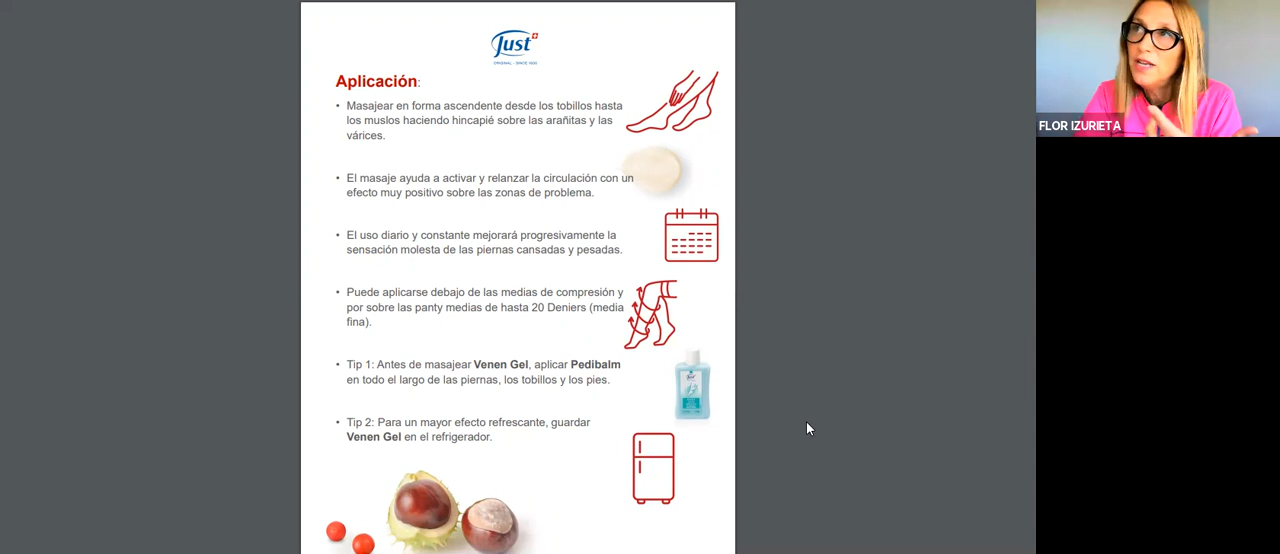 Just
ORIGINAL - SINCE 1930
Aplicación:
• Masajear en forma ascendente desde los tobillos hasta
los muslos haciendo hincapié sobre las arañitas y las
várices.
• El masaje ayuda a activar y relanzar la circulación con un
efecto muy positivo sobre las zonas de problema.
• El uso diario y constante mejorará progresivamente la
sensación molesta de las piernas cansadas y pesadas.
• Puede aplicarse debajo de las medias de compresión y
por sobre las panty medias de hasta 20 Deniers (media
fina).
• Tip 1: Antes de masajear Venen Gel, aplicar Pedibalm
en todo el largo de las piernas, los tobillos y los pies.
• Tip 2: Para un mayor efecto refrescante, guardar
Venen Gel en el refrigerador.
Just
FLOR IZURIETA